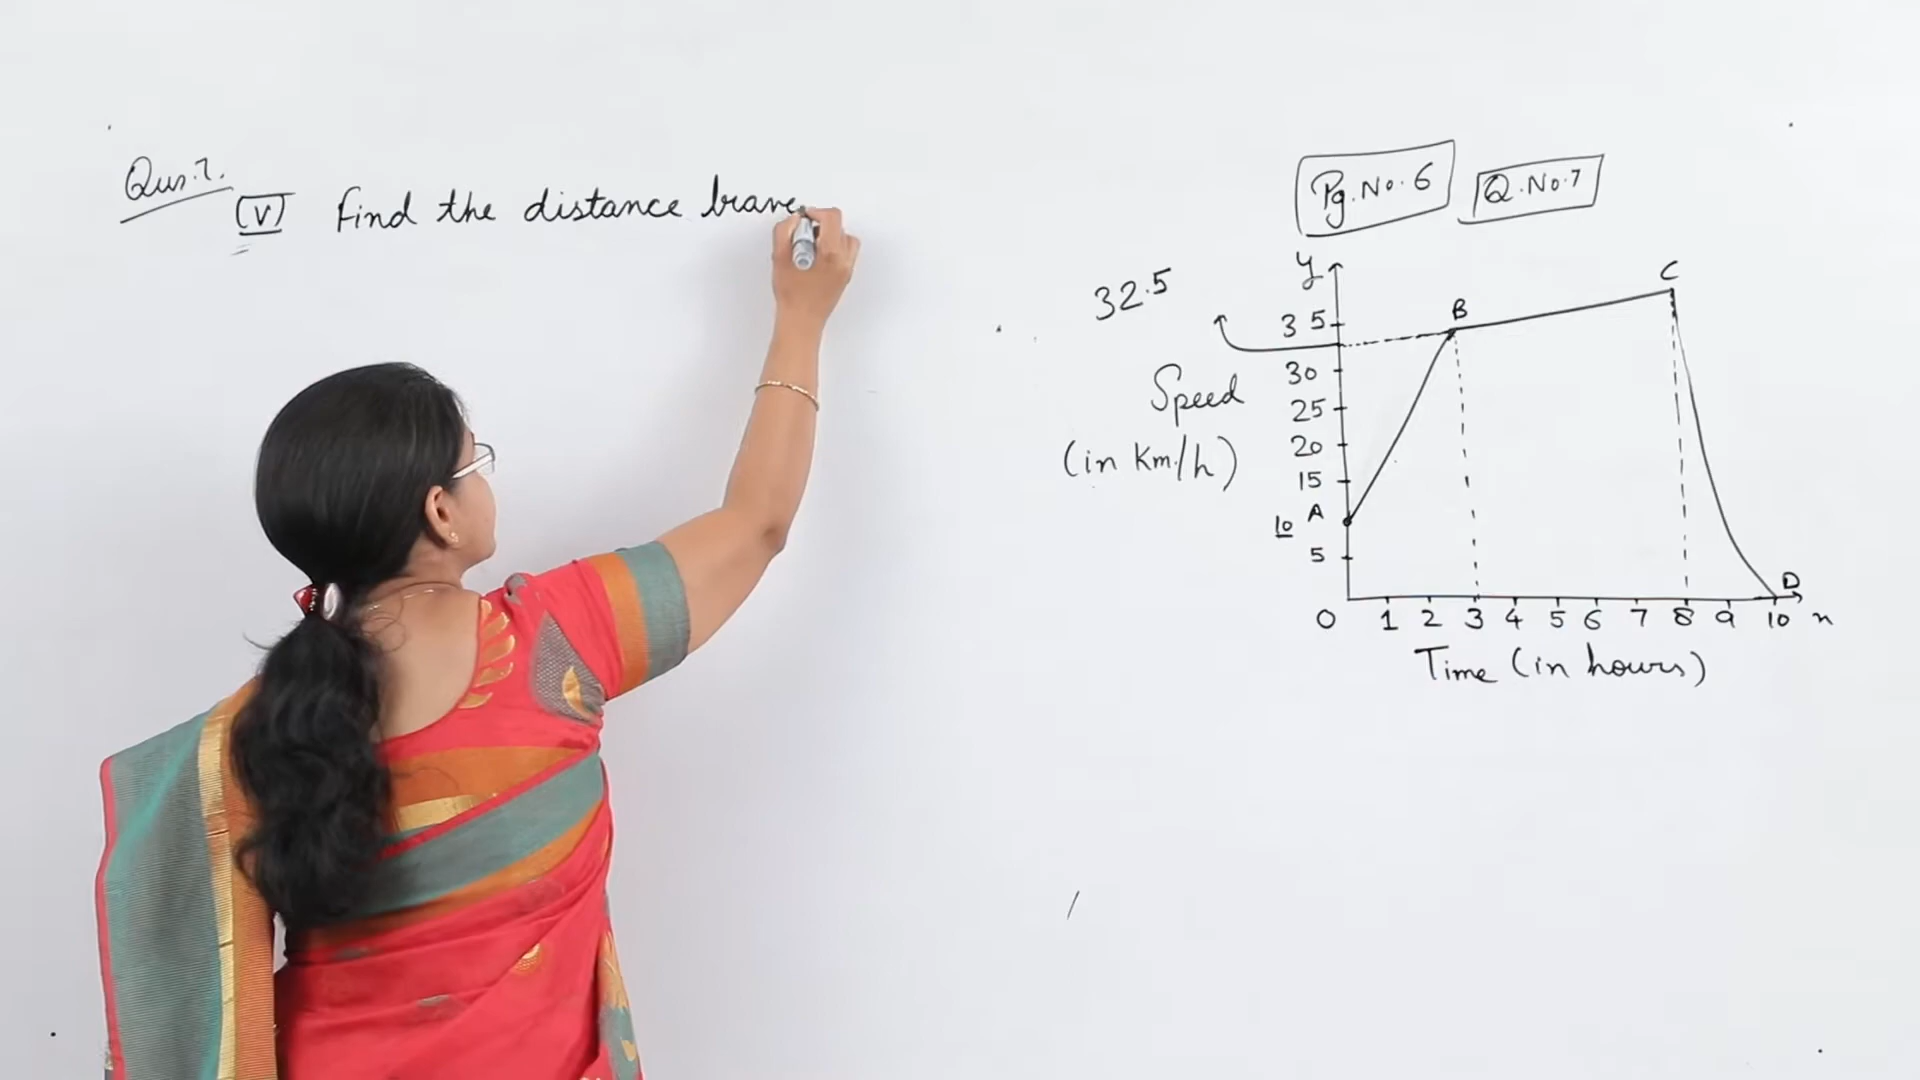 Qus.7.
(V) Find the distance trave
Pg.No.6
Q.No.7
32.5
Speed
(in Km/h)
y
35
30
25
20
15
10
5
A
B
C
D
0 1 2 3 4 5 6 7 8 9 10 x
Time (in hours)